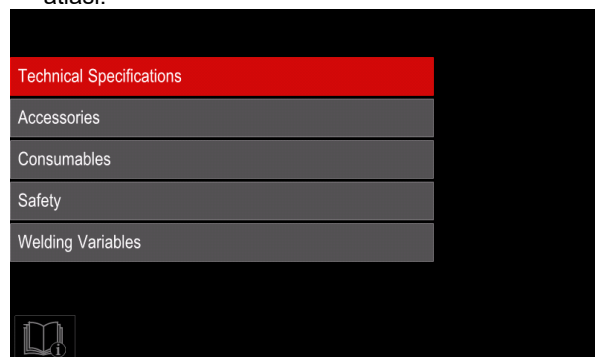 Technical Specifications
Accessories
Consumables
Safety
Welding Variables